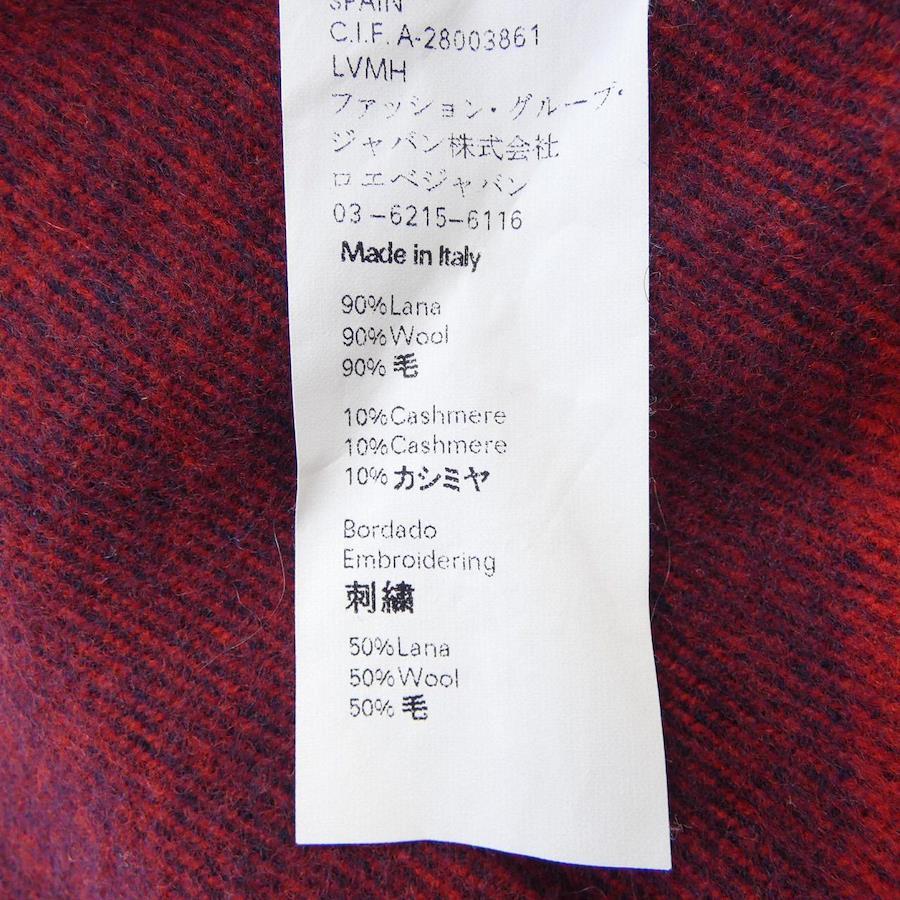 SPAIN
C.I.F. A-28003861
LVMH
ファッション・グループ・
ジャパン株式会社
ロエベジャパン
03-6215-6116
Made in Italy
90%Lana
90%Wool
90%毛
10%Cashmere
10%Cashmere
10%カシミヤ
Bordado
Embroidering
刺繍
50%Lana
50%Wool
50%毛